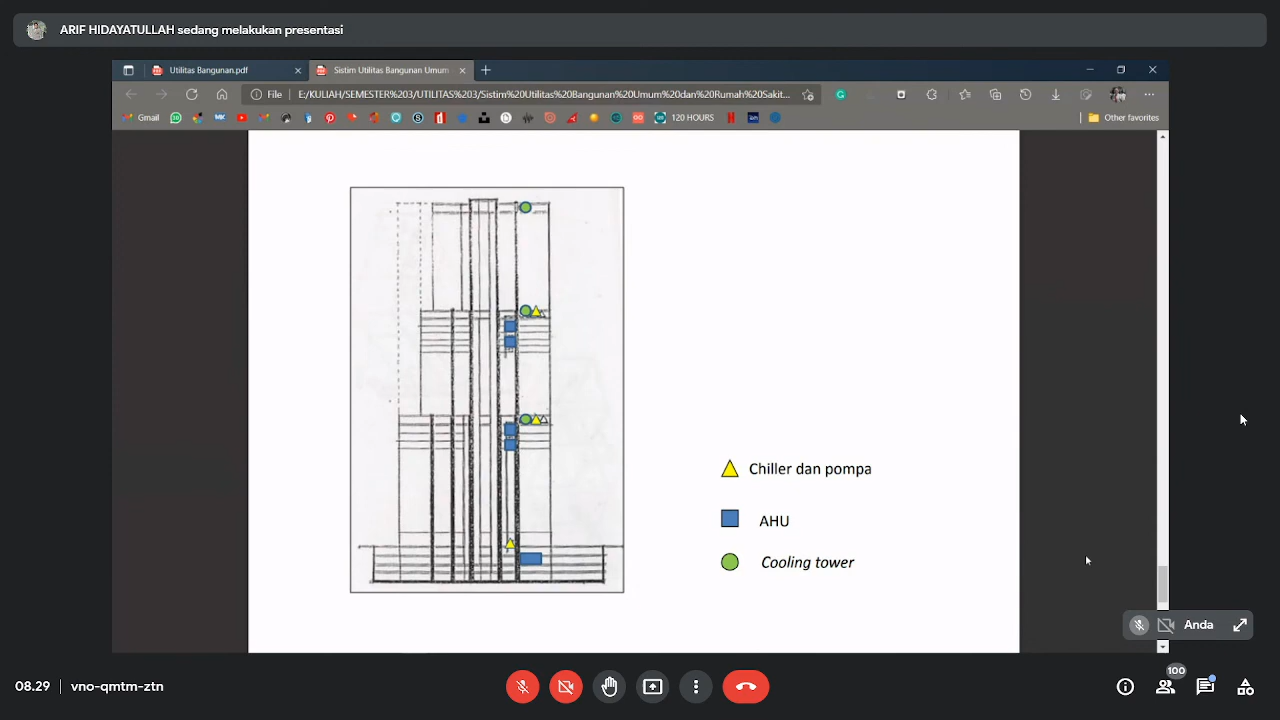 ARIF HIDAYATULLAH sedang melakukan presentasi
Utilitas Bangunan.pdf
Sistim Utilitas Bangunan Umum
File
E:/KULIAH/SEMESTER%203/UTILITAS%203/Sistim%20Utilitas%20Bangunan%20Umum%20dan%20Rumah%20Sakit...
Gmail
120 HOURS
Other favorites
Chiller dan pompa
AHU
Cooling tower
Anda
08.29
vno-qmtm-ztn
100